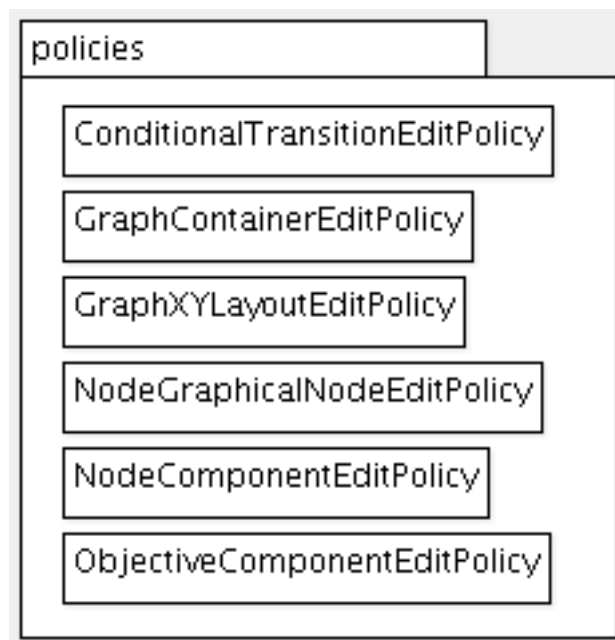 policies
ConditionalTransitionEditPolicy
GraphContainerEditPolicy
GraphXYLayoutEditPolicy
NodeGraphicalNodeEditPolicy
NodeComponentEditPolicy
ObjectiveComponentEditPolicy